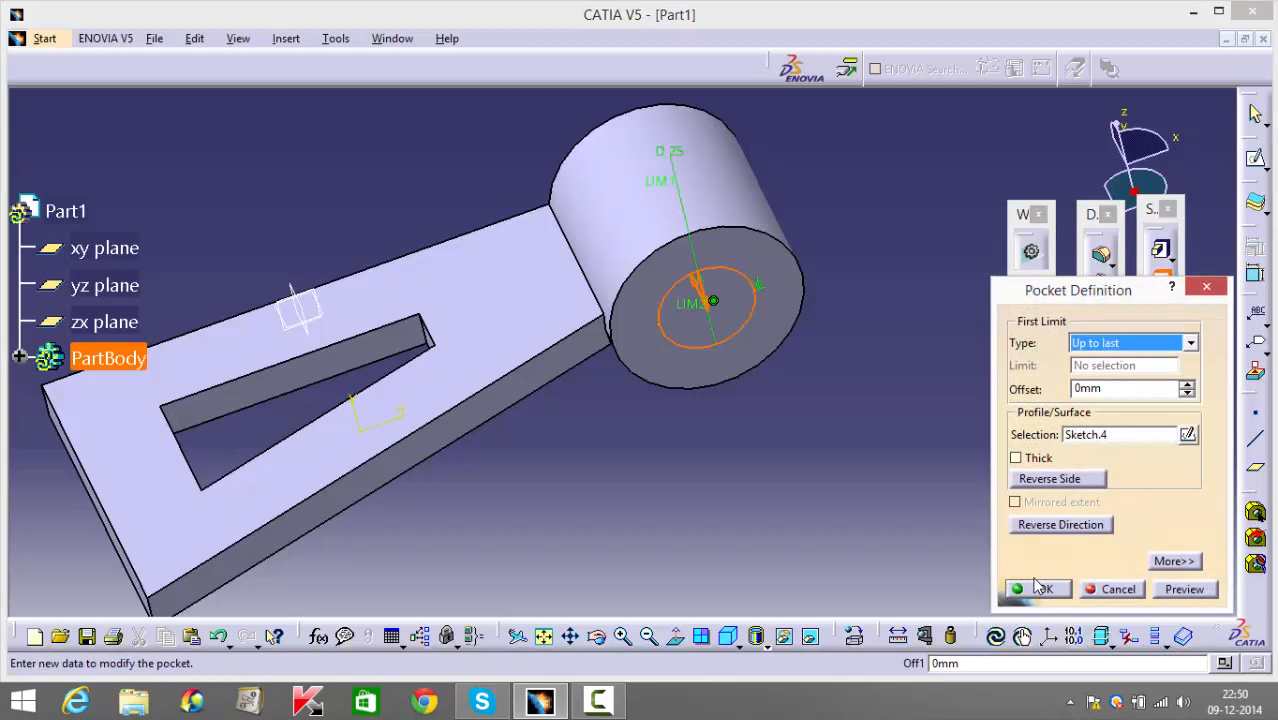 CATIA V5 - [Part1]
Start ENOVIA V5 File Edit View Insert Tools Window Help
ENOVIA
ENOVIA Search...
z
y
x
D 25
LIM1
LIM2
Part1
xy plane
yz plane
zx plane
PartBody
W...
D...
S...
Pocket Definition
First Limit
Type: Up to last
Limit: No selection
Offset: 0mm
Profile/Surface
Selection: Sketch.4
Thick
Reverse Side
Mirrored extent
Reverse Direction
More>>
OK Cancel Preview
CATIA
Enter new data to modify the pocket.
Off1 0mm
22:50
09-12-2014